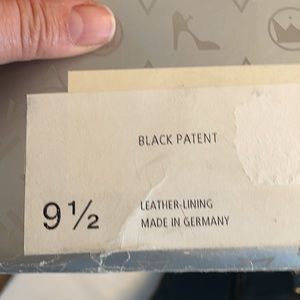 BLACK PATENT
9½
LEATHER-LINING
MADE IN GERMANY